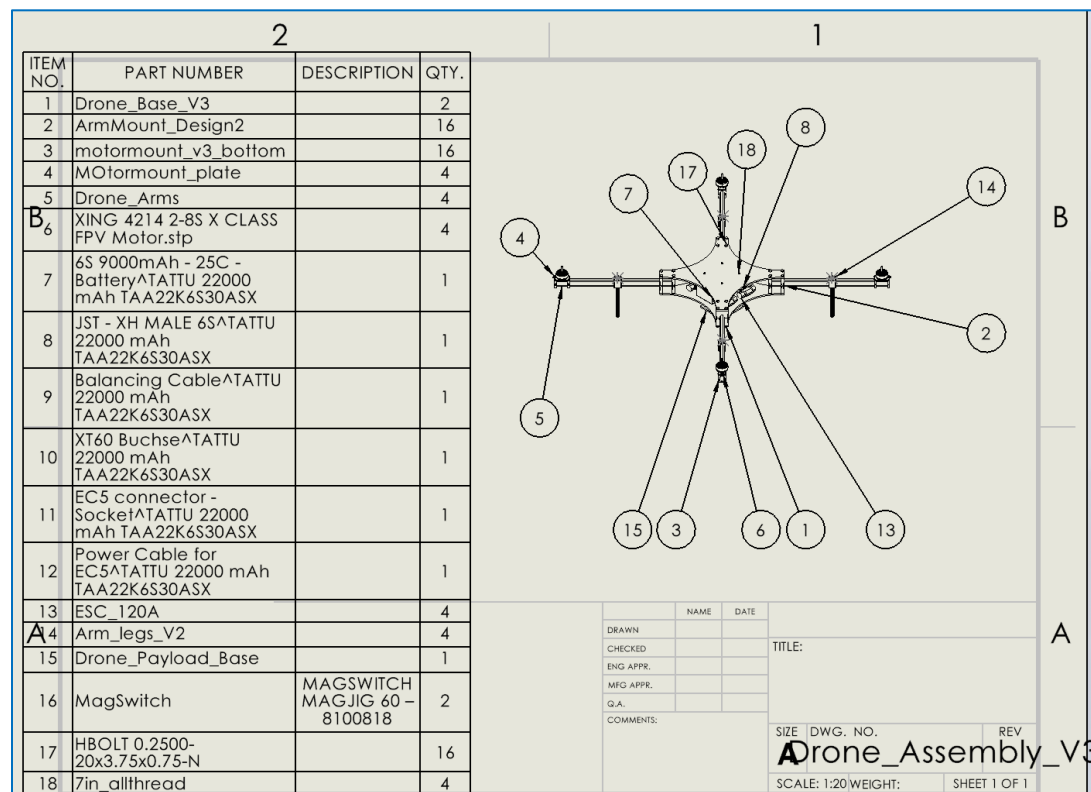 2 1
ITEM NO. PART NUMBER DESCRIPTION QTY.
1 Drone_Base_V3 2
2 ArmMount_Design2 16
3 motormount_v3_bottom 16
4 MOtormount_plate 4
5 Drone_Arms 4
6 XING 4214 2-8S X CLASS
FPV Motor.stp 4
7 6S 9000mAh - 25C -
Battery^TATTU 22000
mAh TAA22K6S30ASX 1
8 JST - XH MALE 6S^TATTU
22000 mAh
TAA22K6S30ASX 1
9 Balancing Cable^TATTU
22000 mAh
TAA22K6S30ASX 1
10 XT60 Buchse^TATTU
22000 mAh
TAA22K6S30ASX 1
11 EC5 connector -
Socket^TATTU 22000
mAh TAA22K6S30ASX 1
12 Power Cable for
EC5^TATTU 22000 mAh
TAA22K6S30ASX 1
13 ESC_120A 4
14 Arm_legs_V2 4
15 Drone_Payload_Base 1
16 MagSwitch MAGSWITCH
MAGJIG 60 –
8100818 2
17 HBOLT 0.2500-
20x3.75x0.75-N 16
18 7in_allthread 4
B
A
8
18
17
14
7
4
2
5
15 3 6 1 13
B
A
NAME DATE
DRAWN
CHECKED
ENG APPR.
MFG APPR.
Q.A.
COMMENTS:
TITLE:
SIZE DWG. NO. REV
A Drone_Assembly_V3
SCALE: 1:20 WEIGHT: SHEET 1 OF 1